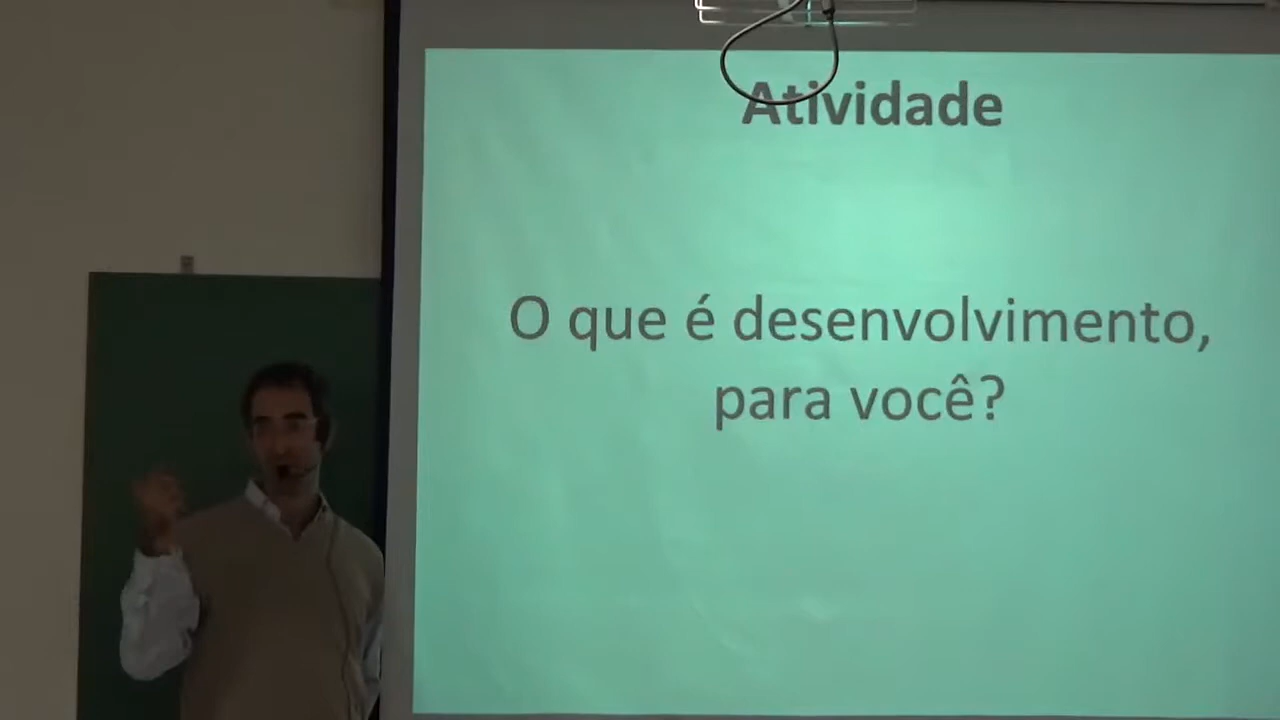 Atividade
O que é desenvolvimento,
para você?